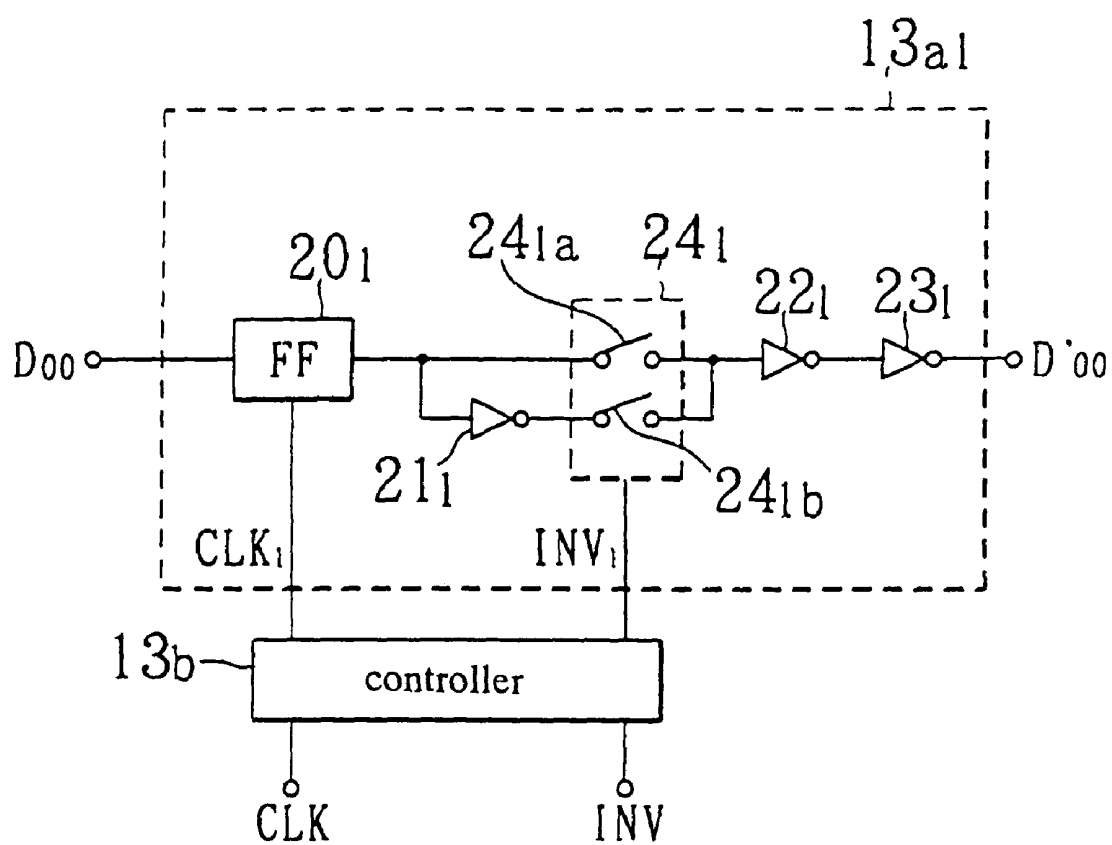 13a1
241a
241
201
221
231
D00
FF
D'00
211
241b
CLK1
INV1
13b
controller
CLK
INV